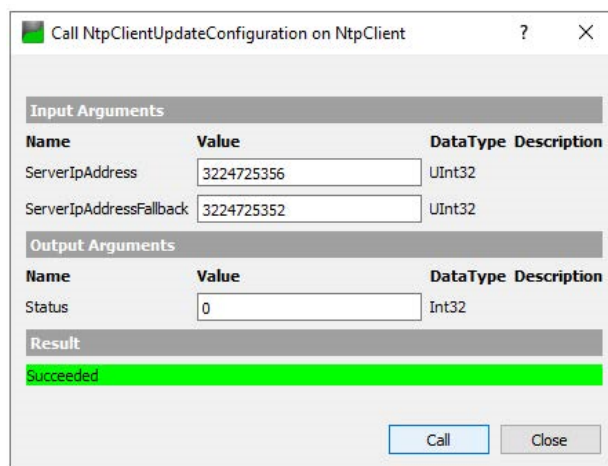 Call NtpClientUpdateConfiguration on NtpClient ?
Input Arguments
Name Value DataType Description
ServerIpAddress 3224725356 UInt32
ServerIpAddressFallback 3224725352 UInt32
Output Arguments
Name Value DataType Description
Status 0 Int32
Result
Succeeded
Call Close